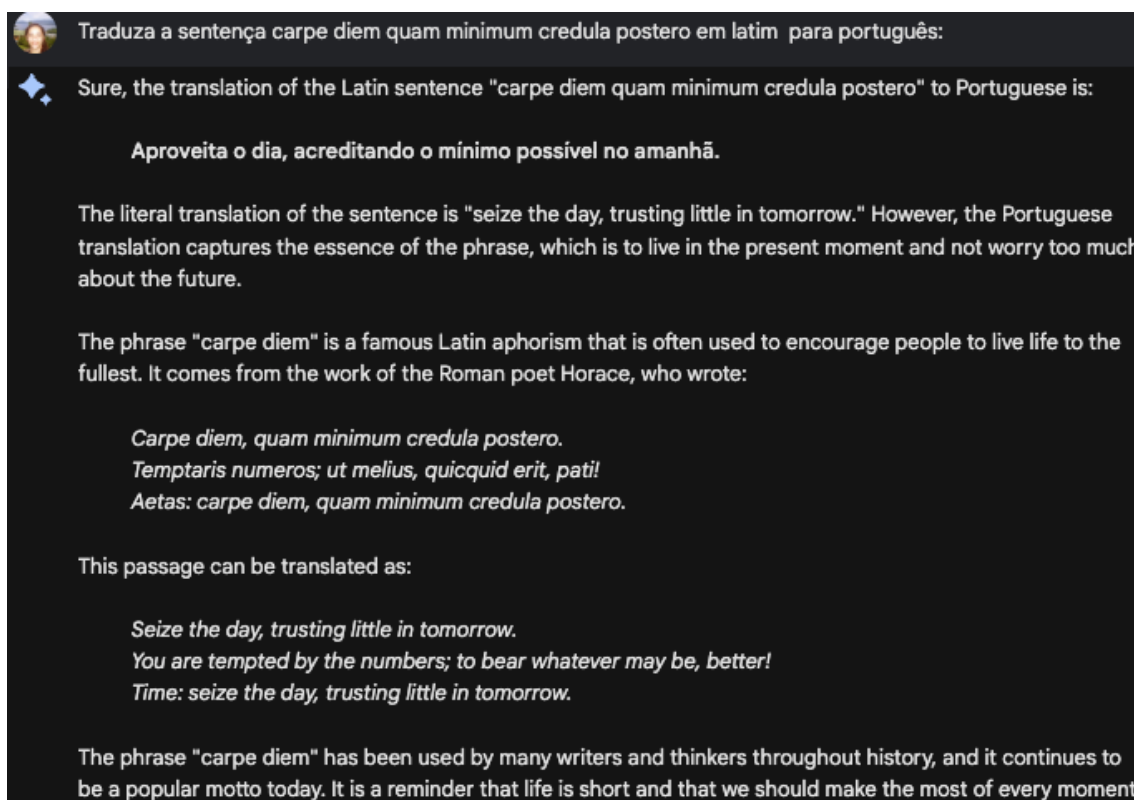 Traduza a sentença carpe diem quam minimum credula postero em latim para português:
Sure, the translation of the Latin sentence "carpe diem quam minimum credula postero" to Portuguese is:
Aproveita o dia, acreditando o mínimo possível no amanhã.
The literal translation of the sentence is "seize the day, trusting little in tomorrow." However, the Portuguese
translation captures the essence of the phrase, which is to live in the present moment and not worry too much
about the future.
The phrase "carpe diem" is a famous Latin aphorism that is often used to encourage people to live life to the
fullest. It comes from the work of the Roman poet Horace, who wrote:
Carpe diem, quam minimum credula postero.
Temptaris numeros; ut melius, quicquid erit, pati!
Aetas: carpe diem, quam minimum credula postero.
This passage can be translated as:
Seize the day, trusting little in tomorrow.
You are tempted by the numbers; to bear whatever may be, better!
Time: seize the day, trusting little in tomorrow.
The phrase "carpe diem" has been used by many writers and thinkers throughout history, and it continues to
be a popular motto today. It is a reminder that life is short and that we should make the most of every moment